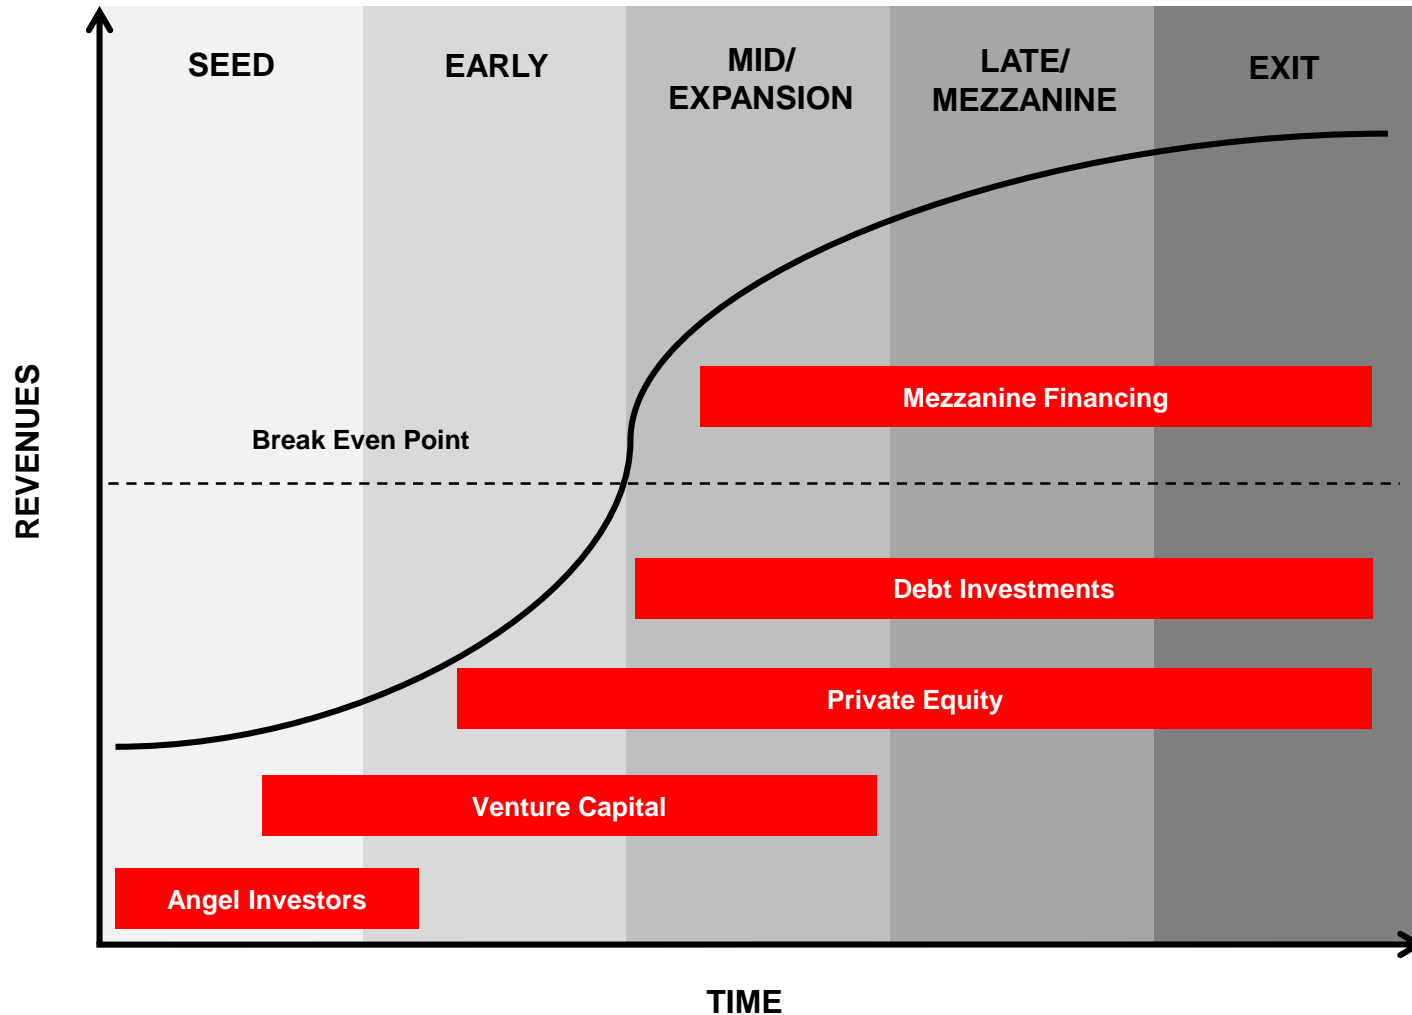 SEED
EARLY
MID/
EXPANSION
LATE/
MEZZANINE
EXIT
REVENUES
Mezzanine Financing
Break Even Point
Debt Investments
Private Equity
Venture Capital
Angel Investors
TIME